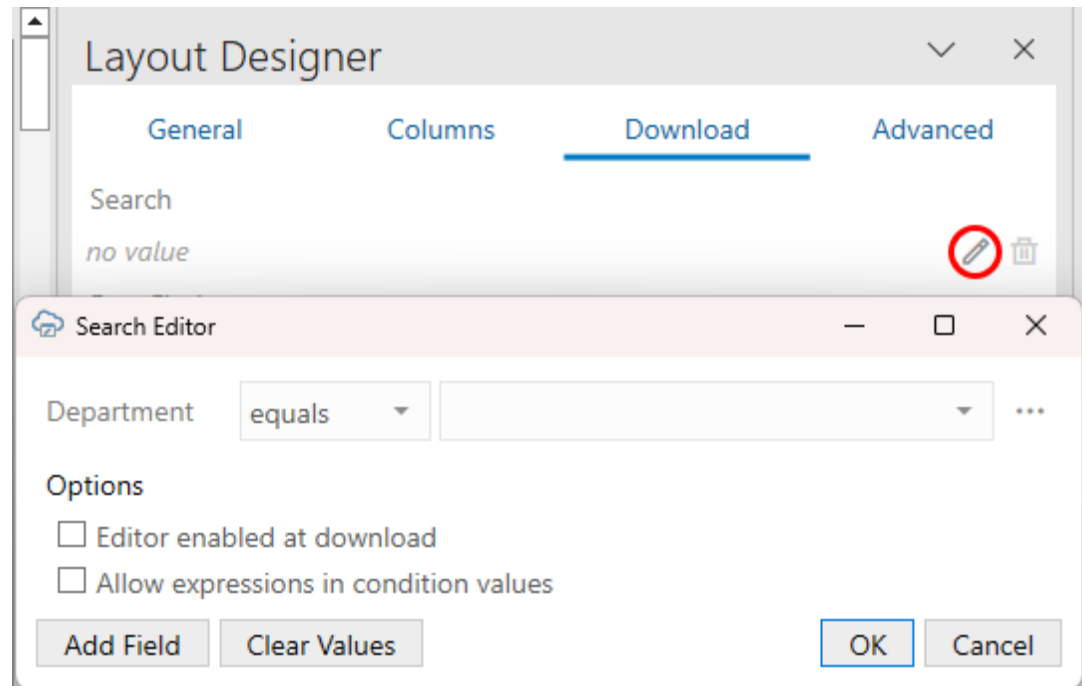 Layout Designer
General Columns Download Advanced
Search
no value
Search Editor
Department equals
Options
Editor enabled at download
Allow expressions in condition values
Add Field Clear Values OK Cancel